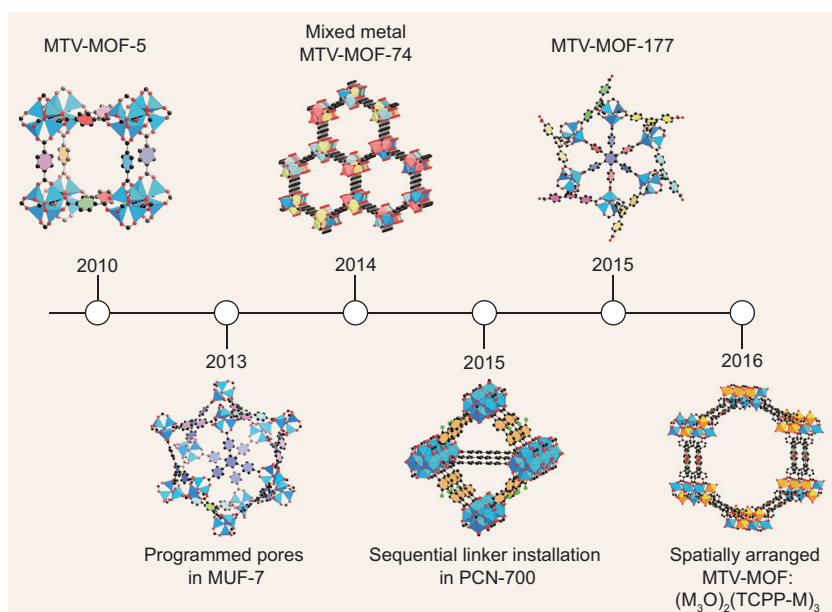 MTV-MOF-5
Mixed metal
MTV-MOF-74
MTV-MOF-177
2010
2014
2015
2013
2015
2016
Programmed pores
in MUF-7
Sequential linker installation
in PCN-700
Spatially arranged
MTV-MOF:
(M₃O)₂(TCPP-M)₃